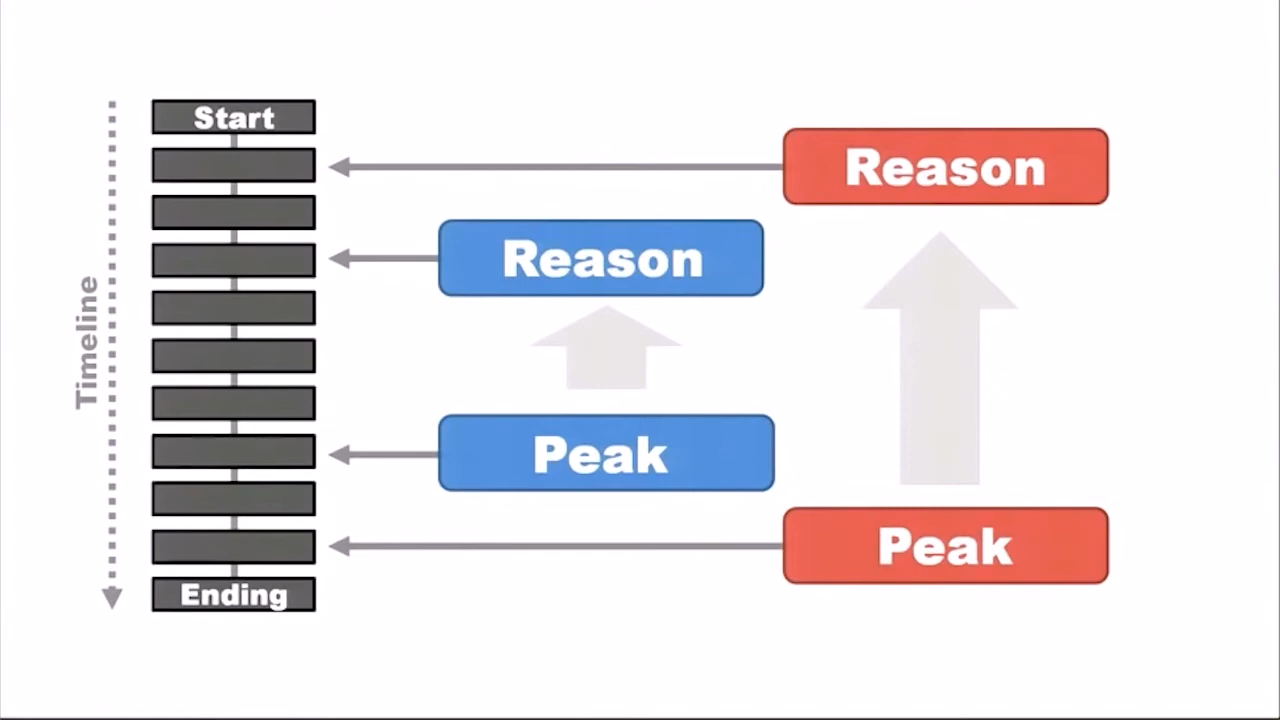 Start
Reason
Reason
Timeline
Peak
Peak
Ending